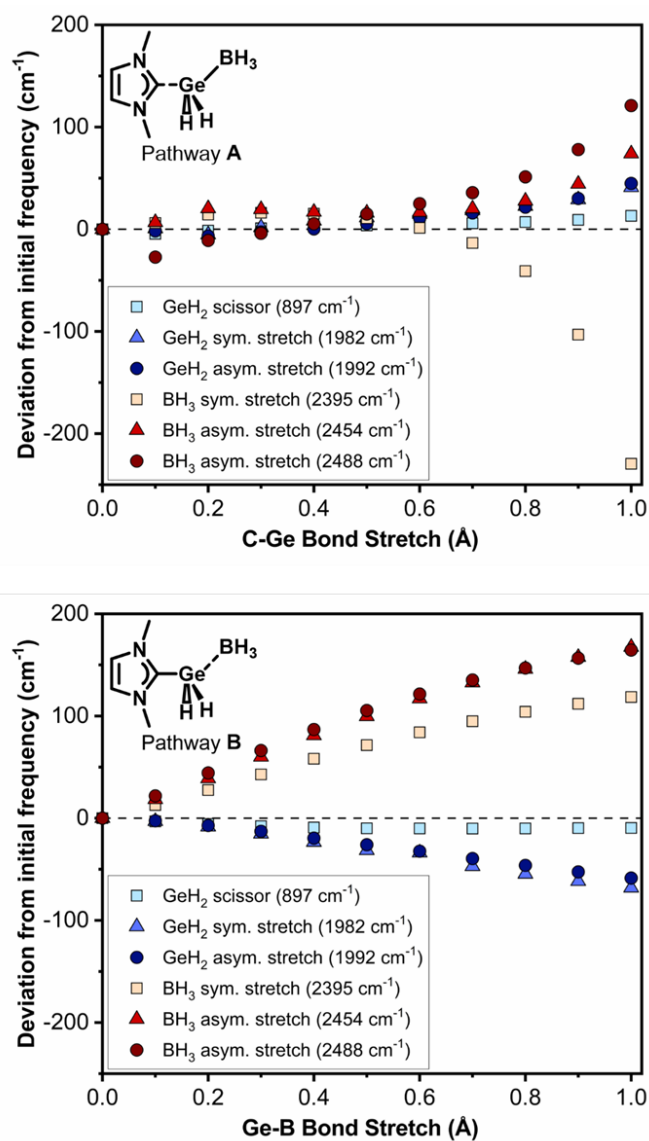 200
100
0
-100
-200
Deviation from initial frequency (cm⁻¹)
N
N
Ge
BH₃
H
H
Pathway A
GeH₂ scissor (897 cm⁻¹)
GeH₂ sym. stretch (1982 cm⁻¹)
GeH₂ asym. stretch (1992 cm⁻¹)
BH₃ sym. stretch (2395 cm⁻¹)
BH₃ asym. stretch (2454 cm⁻¹)
BH₃ asym. stretch (2488 cm⁻¹)
0.0 0.2 0.4 0.6 0.8 1.0
C-Ge Bond Stretch (Å)
200
100
0
-100
-200
Deviation from initial frequency (cm⁻¹)
N
N
Ge
BH₃
H
H
Pathway B
GeH₂ scissor (897 cm⁻¹)
GeH₂ sym. stretch (1982 cm⁻¹)
GeH₂ asym. stretch (1992 cm⁻¹)
BH₃ sym. stretch (2395 cm⁻¹)
BH₃ asym. stretch (2454 cm⁻¹)
BH₃ asym. stretch (2488 cm⁻¹)
0.0 0.2 0.4 0.6 0.8 1.0
Ge-B Bond Stretch (Å)